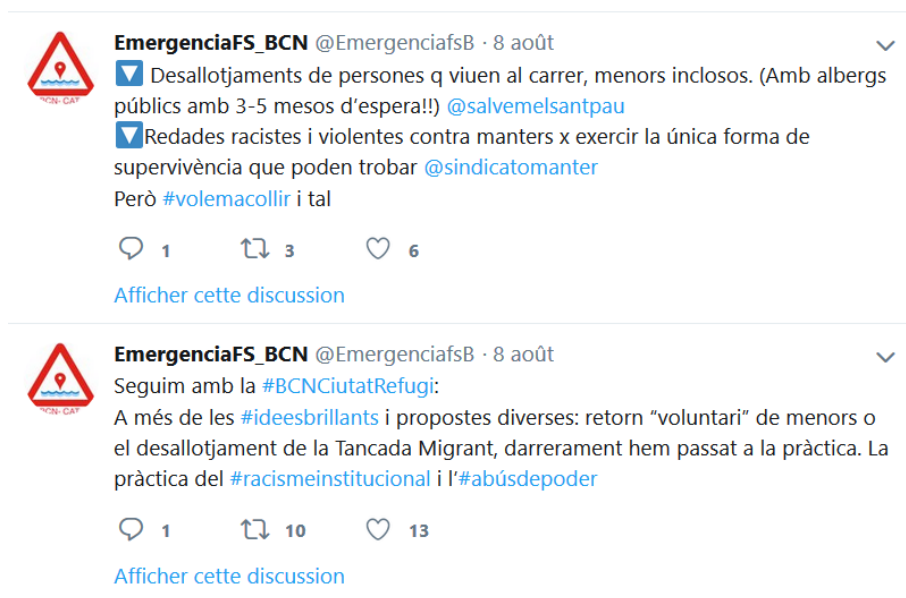 EmergenciaFS_BCN @EmergenciafsB · 8 août
Desallotjaments de persones q viuen al carrer, menors inclosos. (Amb albergs
públics amb 3-5 mesos d'espera!!) @salvemelsantpau
Redades racistes i violentes contra manters x exercir la única forma de
supervivència que poden trobar @sindicatomanter
Però #volemacollir i tal
1 3 6
Afficher cette discussion
BCN- CAT
EmergenciaFS_BCN @EmergenciafsB · 8 août
Seguim amb la #BCNCiutatRefugi:
A més de les #ideesbrillants i propostes diverses: retorn “voluntari” de menors o
el desallotjament de la Tancada Migrant, darrerament hem passat a la pràctica. La
pràctica del #racismeinstitucional i l'#abúsdepoder
1 10 13
Afficher cette discussion
BCN- CAT